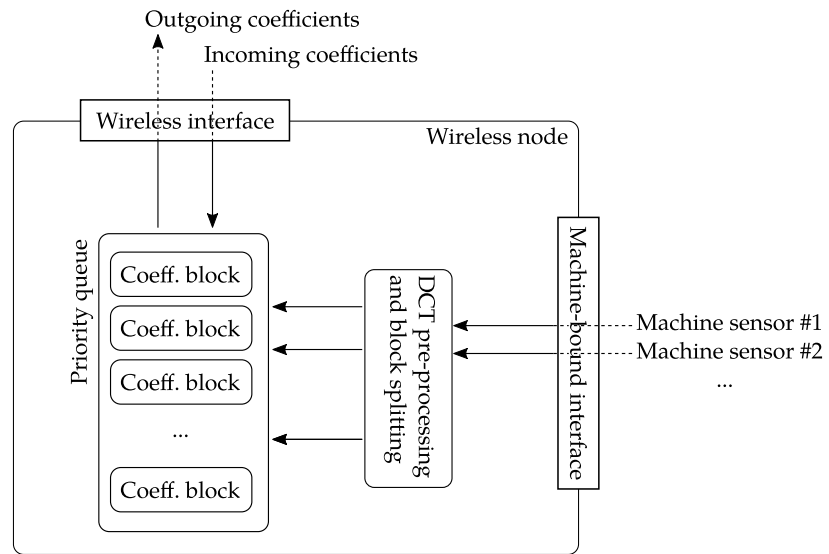 Outgoing coefficients
Incoming coefficients
Wireless interface
Wireless node
Priority queue
Coeff. block
Coeff. block
Coeff. block
...
Coeff. block
DCT pre-processing
and block splitting
Machine-bound interface
Machine sensor #1
Machine sensor #2
...